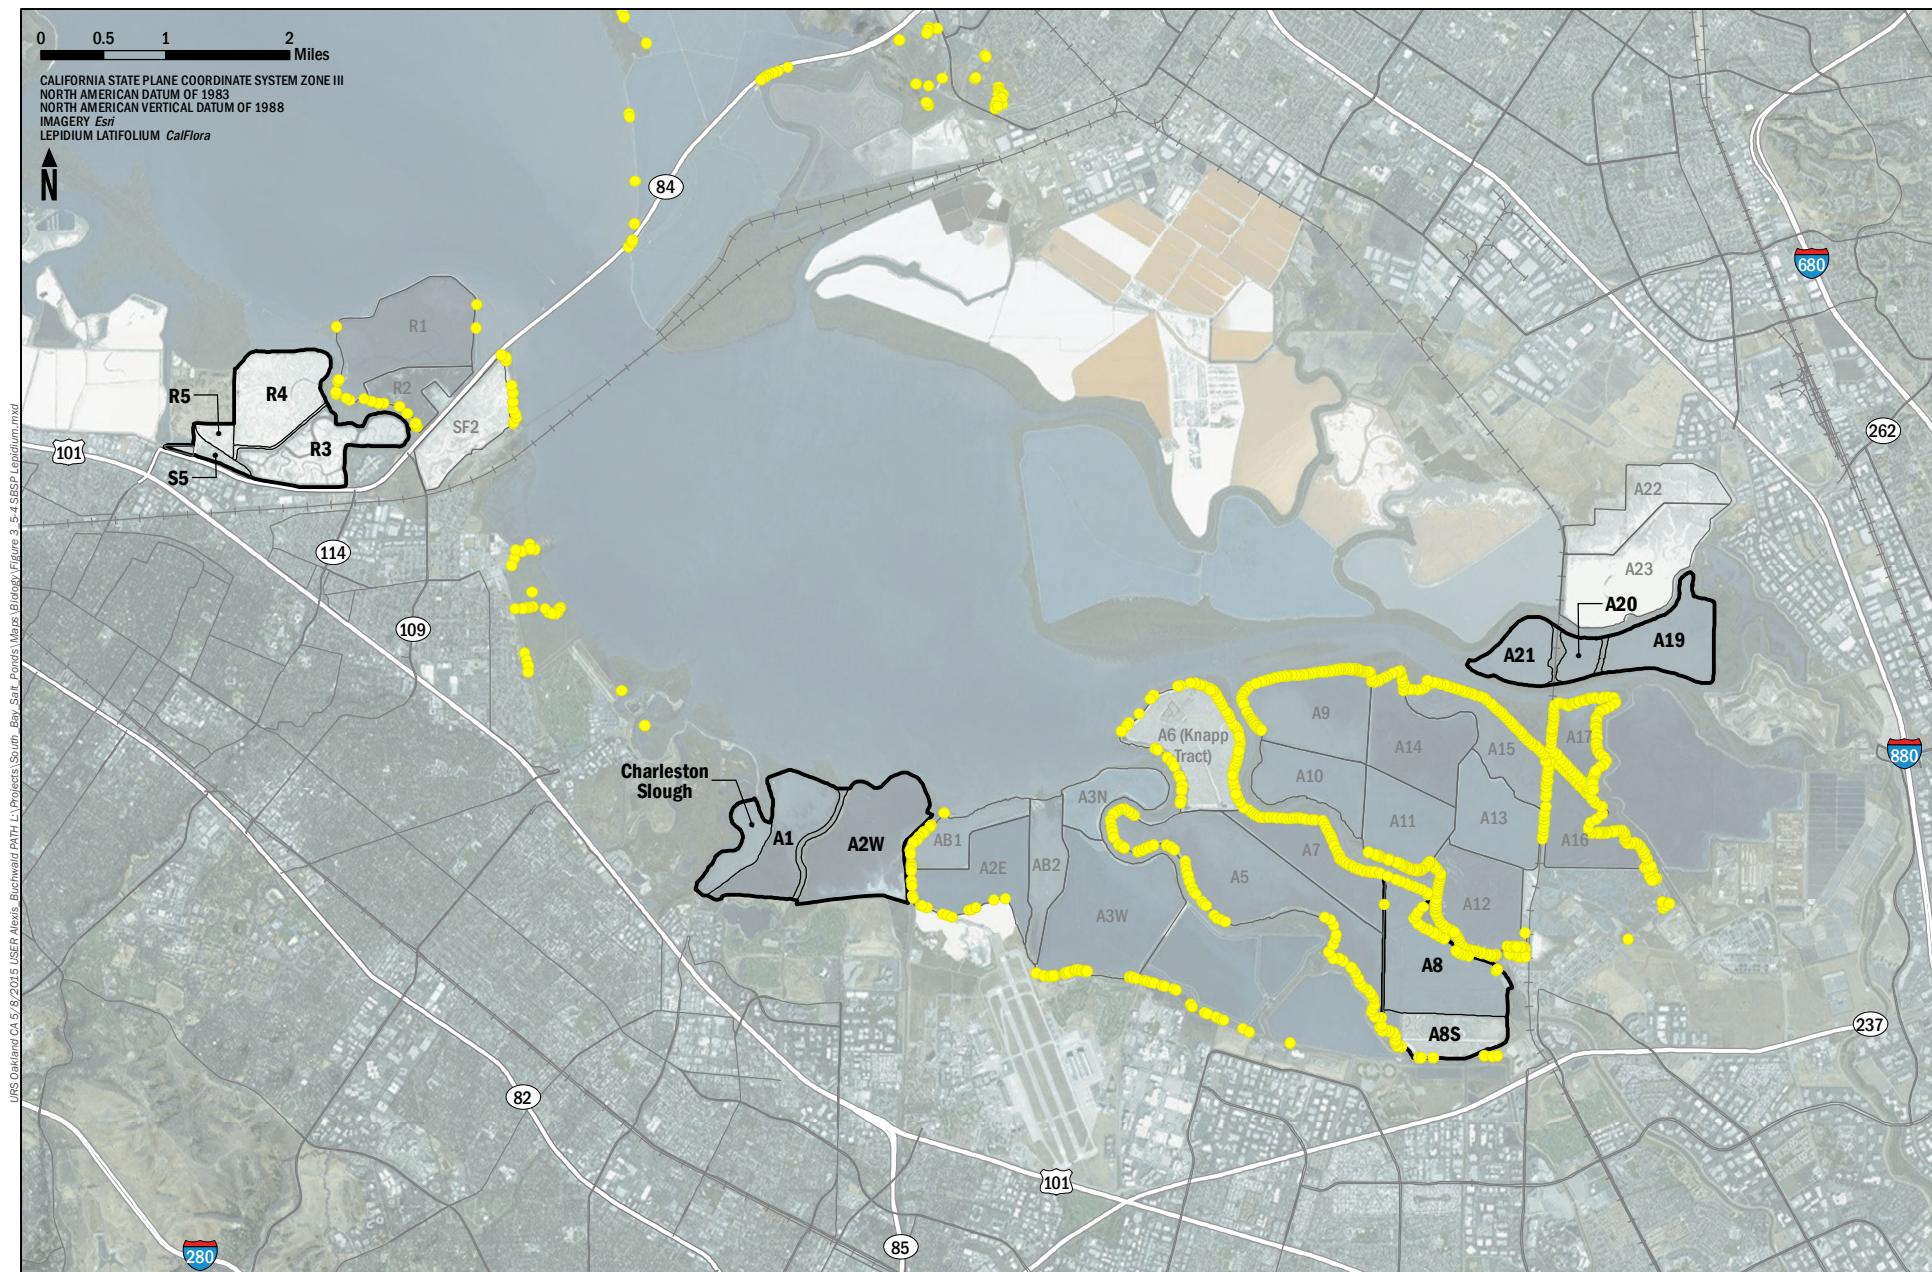 0 0.5 1 2
Miles
CALIFORNIA STATE PLANE COORDINATE SYSTEM ZONE III
NORTH AMERICAN DATUM OF 1983
NORTH AMERICAN VERTICAL DATUM OF 1988
IMAGERY Esri
LEPIDIUM LATIFOLIUM CalFlora
N
84
680
R1
R2
R4
R5
R3
SF2
S5
101
262
114
109
A22
A23
A20
A19
A21
880
A9
A6 (Knapp
Tract)
A14
A15
A17
A10
Charleston
Slough
A3N
A11
A13
A1
A2W
AB1
A2E
AB2
A7
A16
A5
A12
A3W
A8
A8S
237
82
101
85
280
URS Oakland CA 5/8/2015 USER Alexis_Buchwald PATH L:\Projects\South_Bay_Salt_Ponds\Maps\Biology\Figure 3_5-4 SBSP Lepidium.mxd